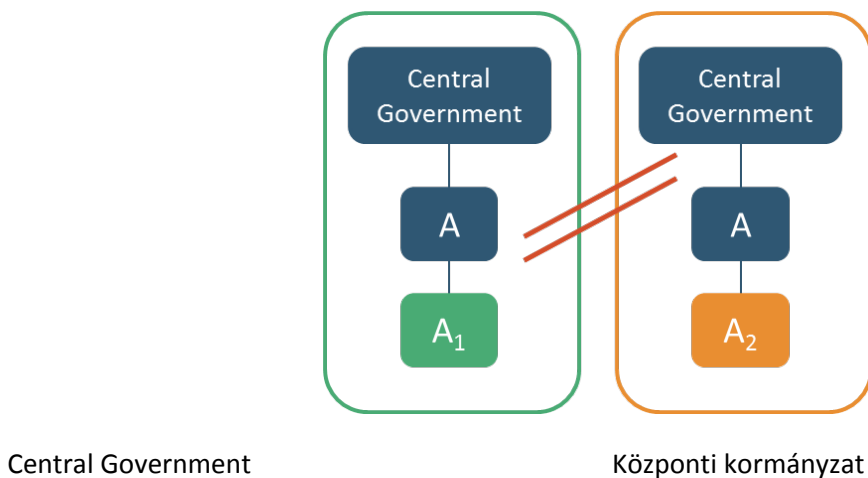 Central
Government
Central
Government
A
A
A₁
A₂
Central Government
Központi kormányzat